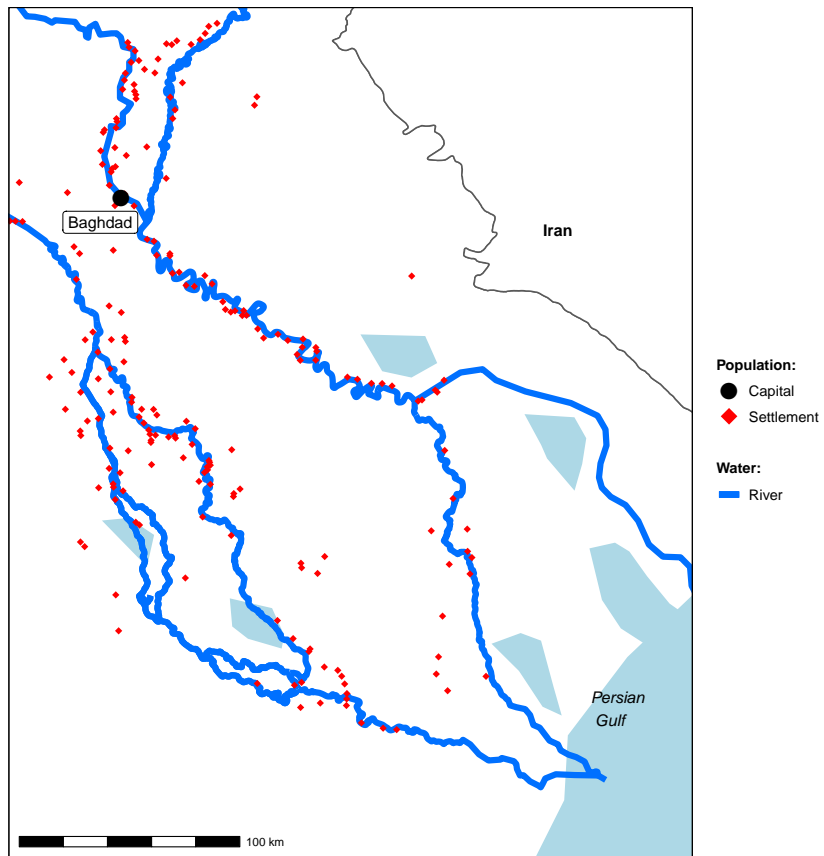 Baghdad
Iran
Persian
Gulf
100 km
Population:
Capital
Settlement
Water:
River